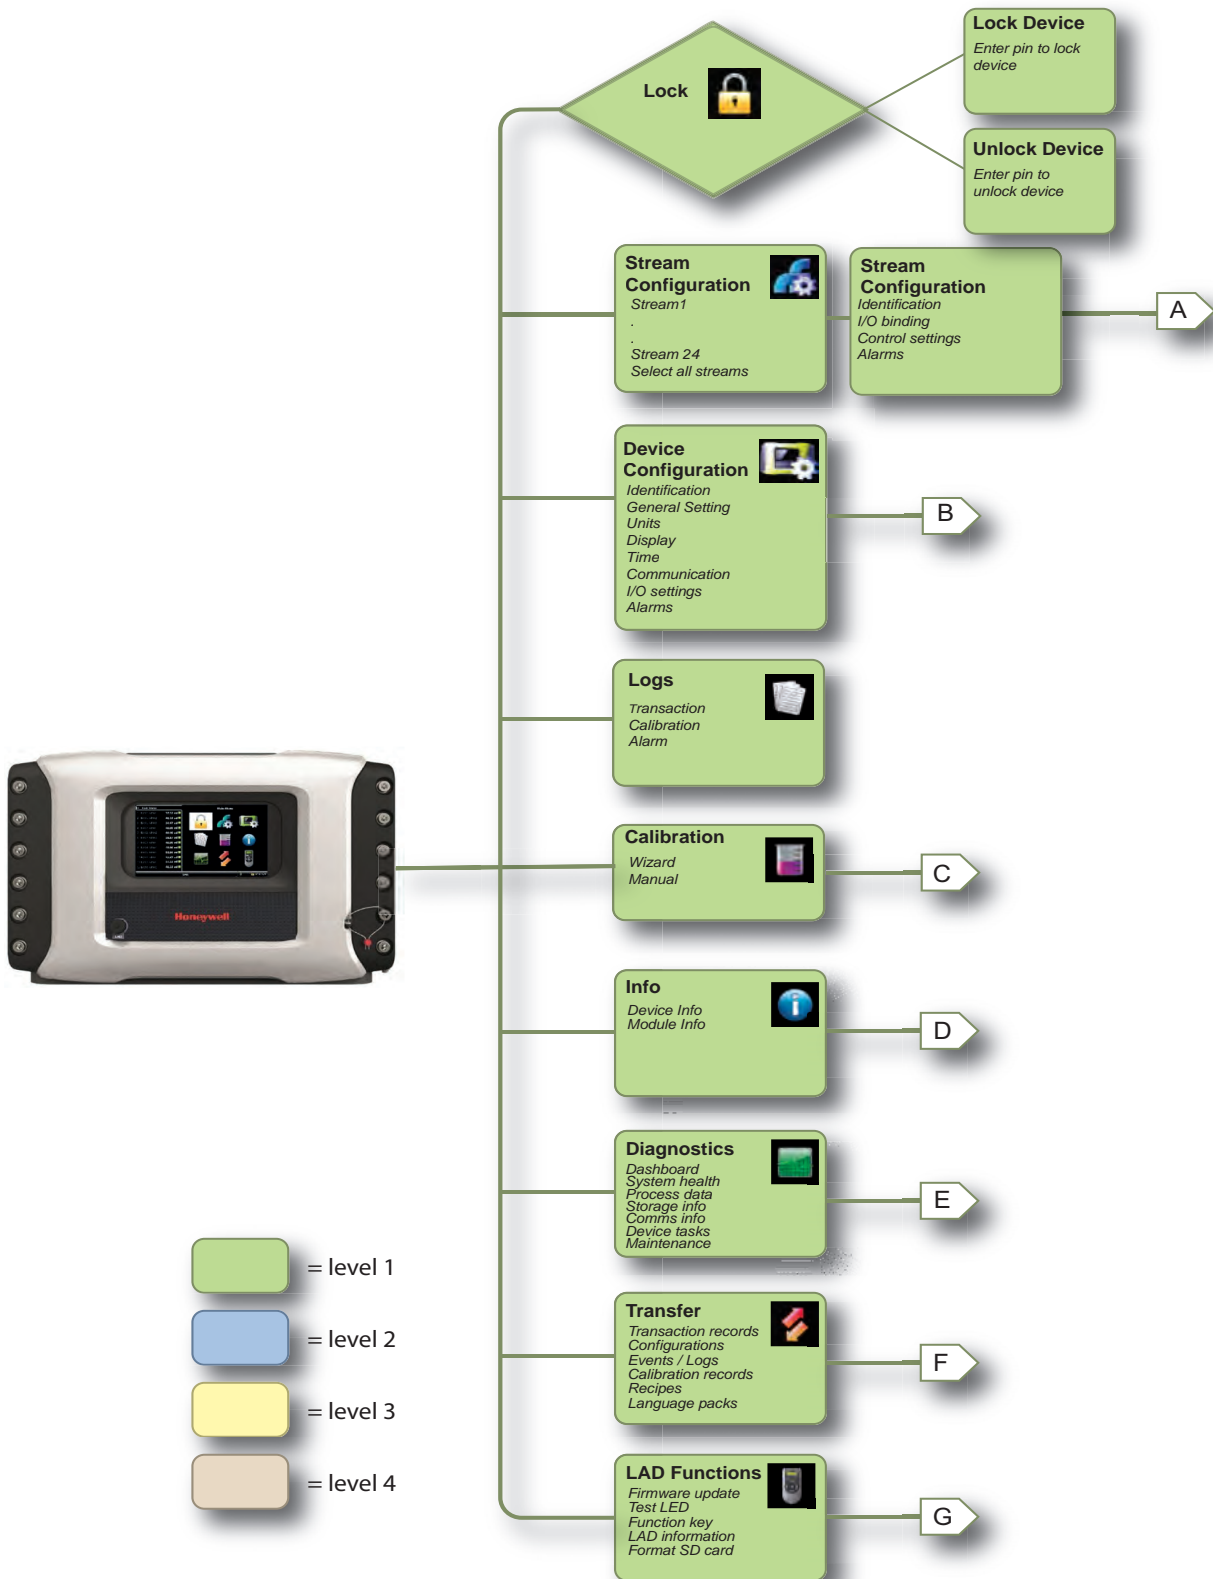 Lock
Lock Device
Enter pin to lock
device
Unlock Device
Enter pin to
unlock device
Stream
Configuration
Stream1
.
.
Stream 24
Select all streams
Stream
Configuration
Identification
I/O binding
Control settings
Alarms
A
Device
Configuration
Identification
General Setting
Units
Display
Time
Communication
I/O settings
Alarms
B
Logs
Transaction
Calibration
Alarm
Honeywell
Calibration
Wizard
Manual
C
Info
Device Info
Module Info
D
Diagnostics
Dashboard
System health
Process data
Storage info
Comms info
Device tasks
Maintenance
E
Transfer
Transaction records
Configurations
Events / Logs
Calibration records
Recipes
Language packs
F
LAD Functions
Firmware update
Test LED
Function key
LAD information
Format SD card
G
= level 1
= level 2
= level 3
= level 4